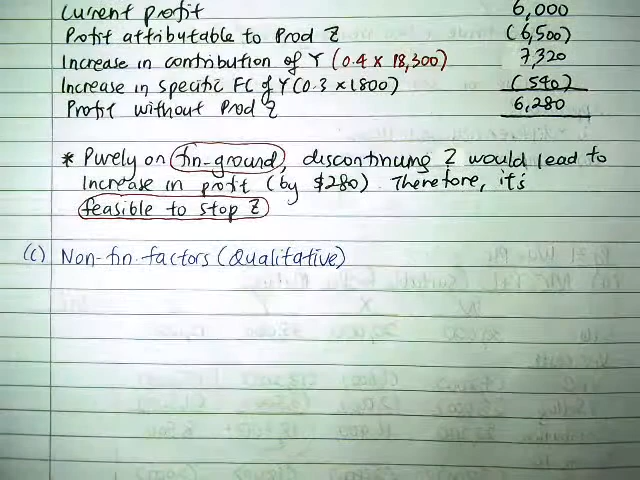 Current profit 6,000
Profit attributable to Prod Z (6,500)
Increase in contribution of Y (0.4 x 18,300) 7,320
Increase in specific FC of Y (0.3 x 1800) (540)
Profit without Prod Z 6,280
* Purely on fin-ground, discontinuing Z would lead to
increase in profit (by $280). Therefore, it's
feasible to stop Z
(c) Non-fin. factors (Qualitative)